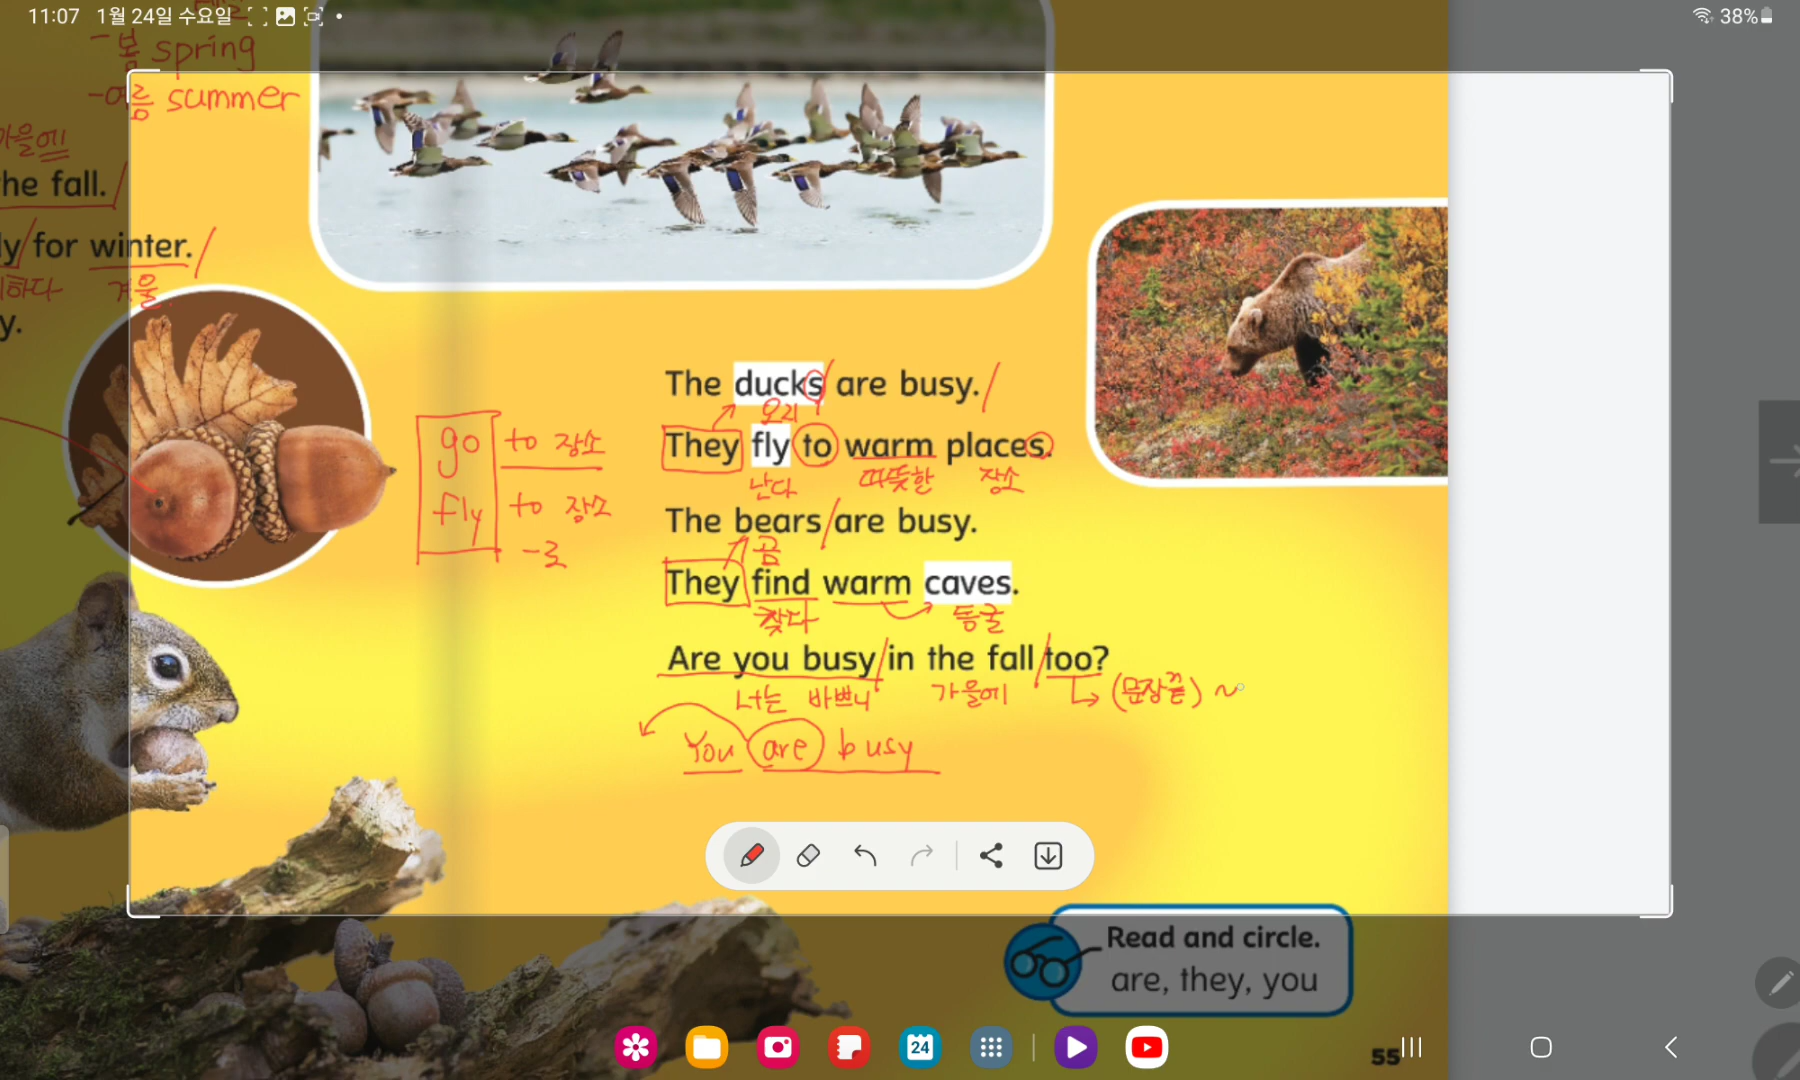 11:07 1월 24일 수요일
38%
-봄 spring
-여름 summer
가을에
he fall.
ly for winter.
하다 겨울
y.
The ducks are busy.
오리
go to 장소
They fly to warm places.
난다 따뜻한 장소
fly to 장소
The bears are busy.
-로
곰
They find warm caves.
찾다 동굴
Are you busy in the fall too?
너는 바쁘니 가을에 (문장끝) ~
You are busy
Read and circle.
are, they, you
24
55